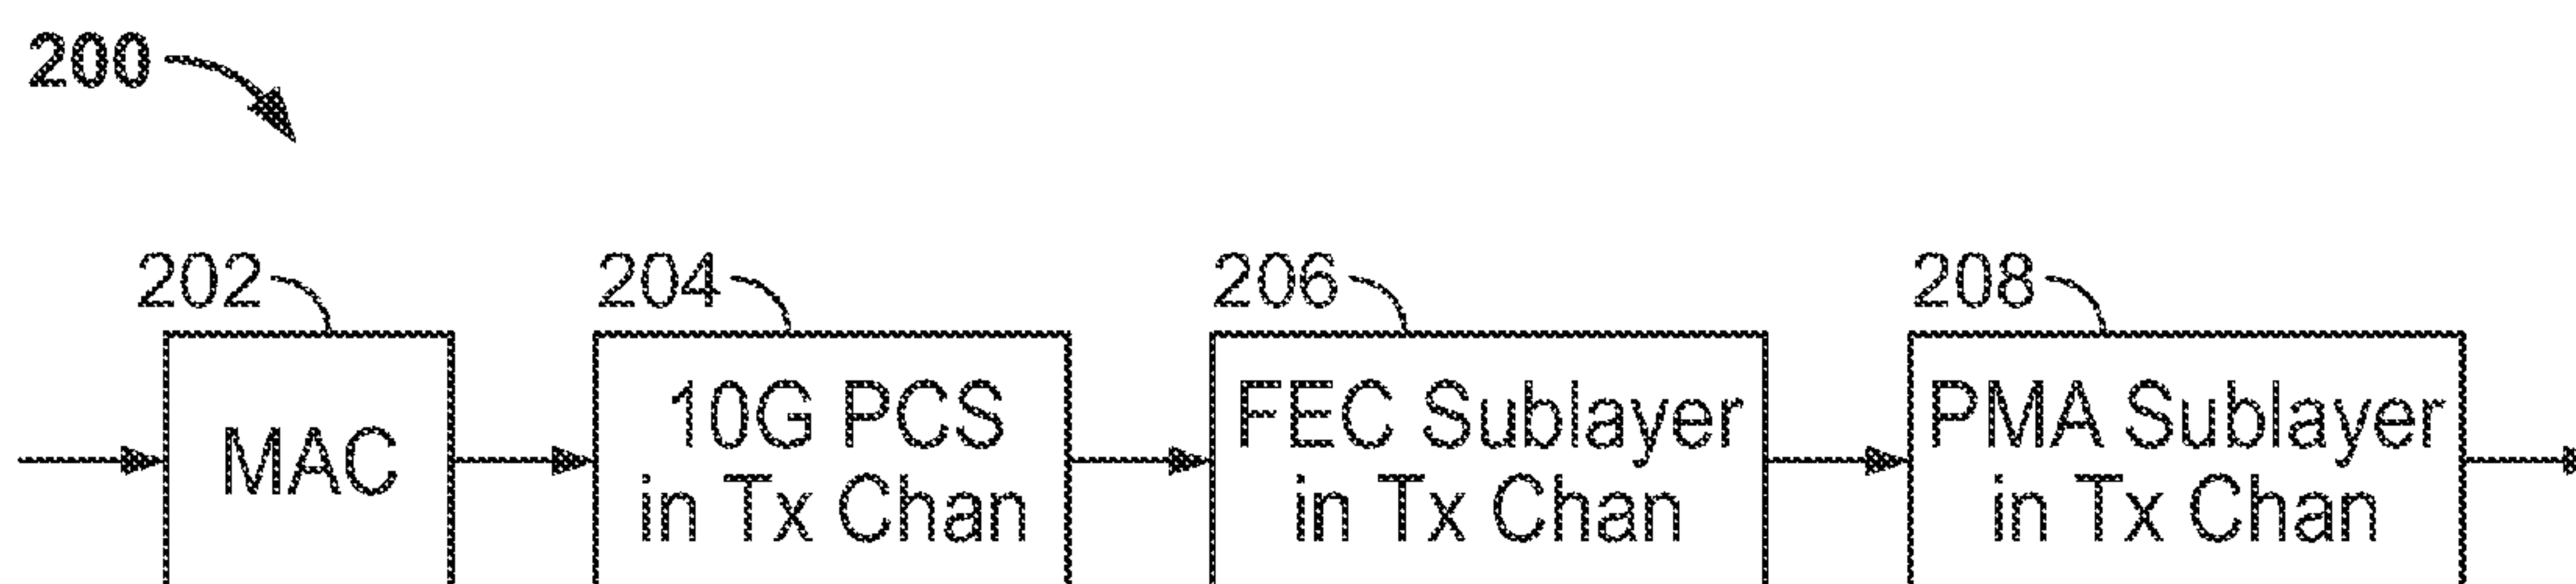 200
202
204
206
208
MAC
10G PCS
in Tx Chan
FEC Sublayer
in Tx Chan
PMA Sublayer
in Tx Chan